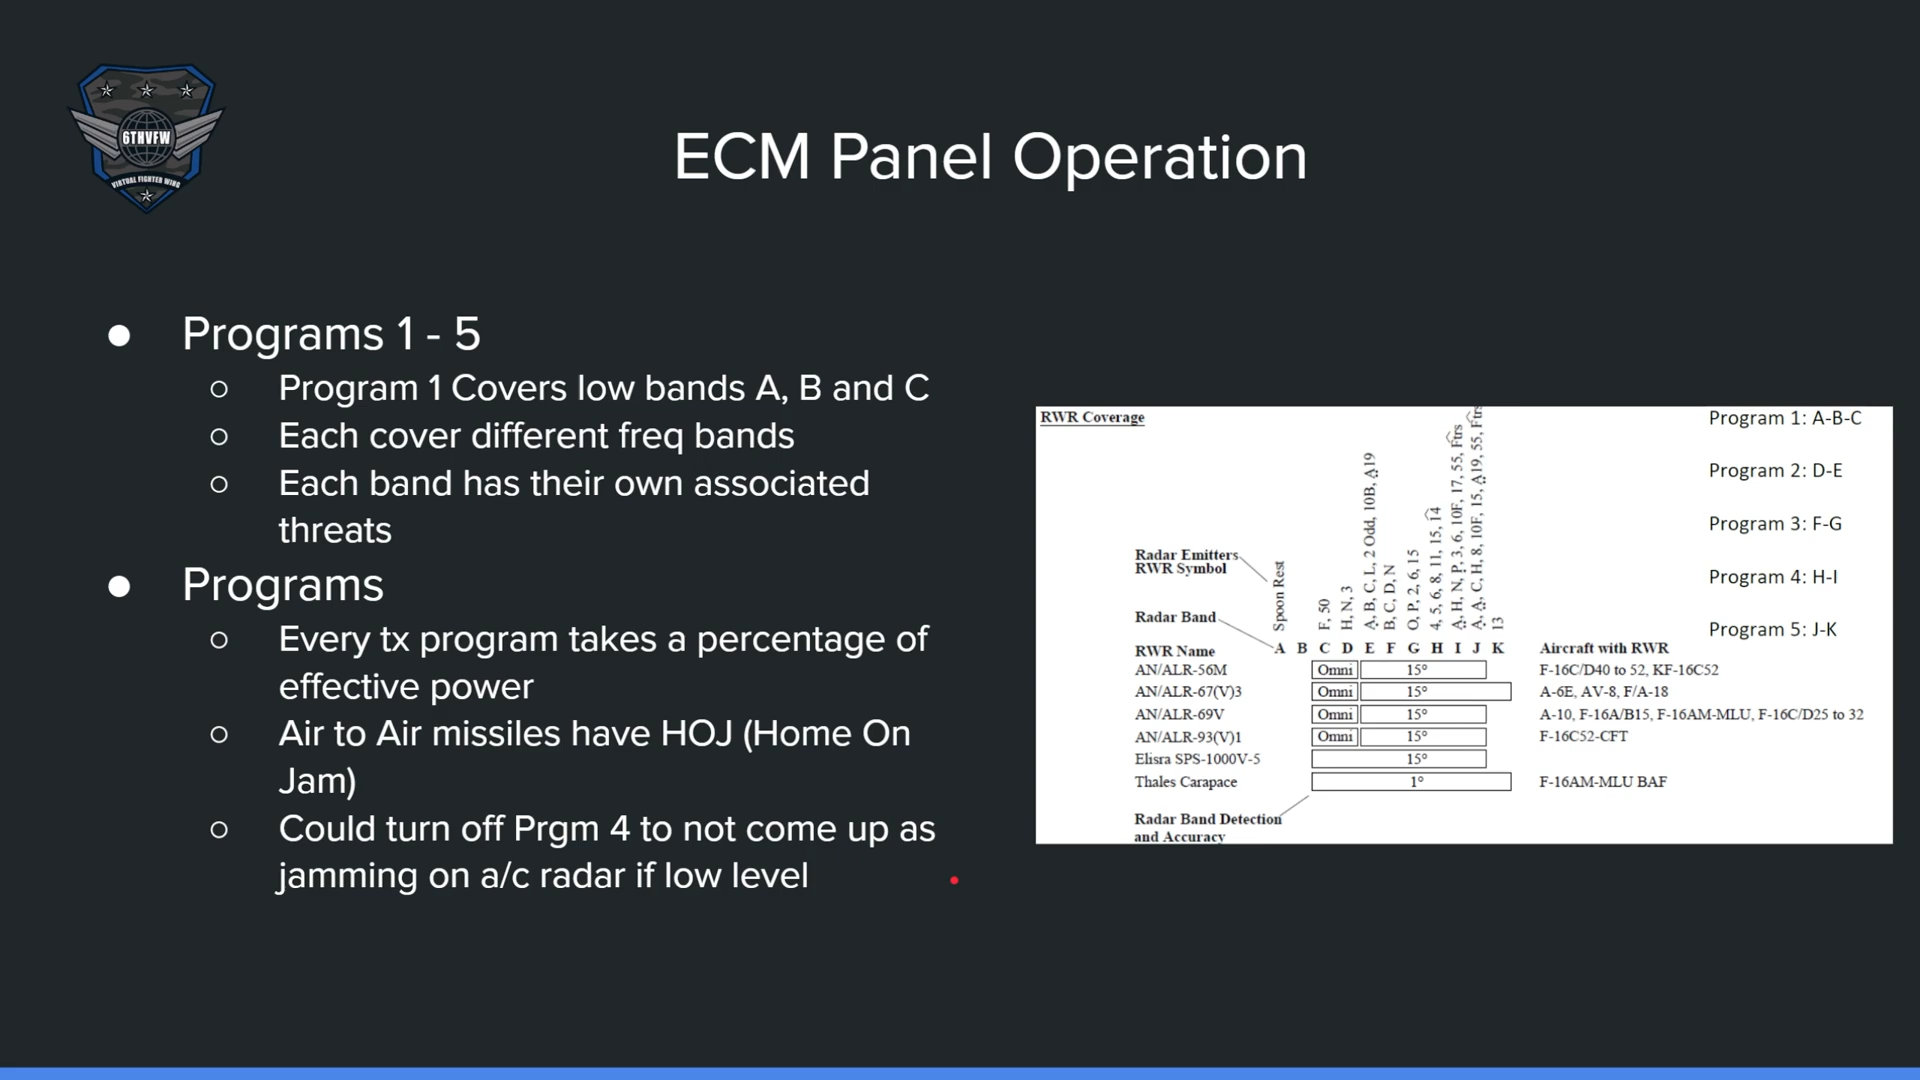 6THVFW
VIRTUAL FIGHTER WING
ECM Panel Operation
Programs 1 - 5
Program 1 Covers low bands A, B and C
Each cover different freq bands
Each band has their own associated
threats
Programs
Every tx program takes a percentage of
effective power
Air to Air missiles have HOJ (Home On
Jam)
Could turn off Prgm 4 to not come up as
jamming on a/c radar if low level
RWR Coverage
Program 1: A-B-C
Program 2: D-E
Program 3: F-G
Program 4: H-I
Program 5: J-K
Radar Emitters
RWR Symbol
Spoon Rest
F, 50
H, N, 3
A, B, C, L, 2 Odd, 10B, A19
B, C, D, N
O, P, 2, 6, 15
4, 5, 6, 8, 11, 15, 14
A, H, N, P, 3, 6, 10F, 17, 55, Ftrs
A, A, C, H, 8, 10F, 15, A19, 55, Ftrs
13
Radar Band
RWR Name A B C D E F G H I J K Aircraft with RWR
AN/ALR-56M Omni 15° F-16C/D40 to 52, KF-16C52
AN/ALR-67(V)3 Omni 15° A-6E, AV-8, F/A-18
AN/ALR-69V Omni 15° A-10, F-16A/B15, F-16AM-MLU, F-16C/D25 to 32
AN/ALR-93(V)1 Omni 15° F-16C52-CFT
Elisra SPS-1000V-5 15°
Thales Carapace 1° F-16AM-MLU BAF
Radar Band Detection
and Accuracy